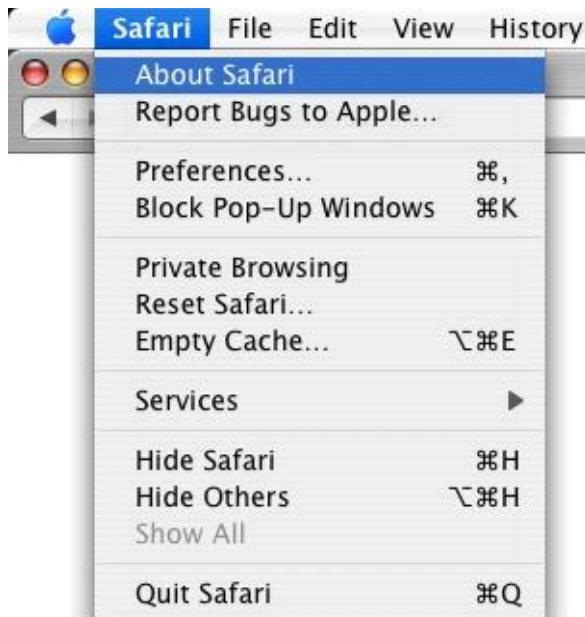 Safari File Edit View History
About Safari
Report Bugs to Apple...
Preferences... ⌘,
Block Pop-Up Windows ⌘K
Private Browsing
Reset Safari...
Empty Cache... ⌥⌘E
Services
Hide Safari ⌘H
Hide Others ⌥⌘H
Show All
Quit Safari ⌘Q